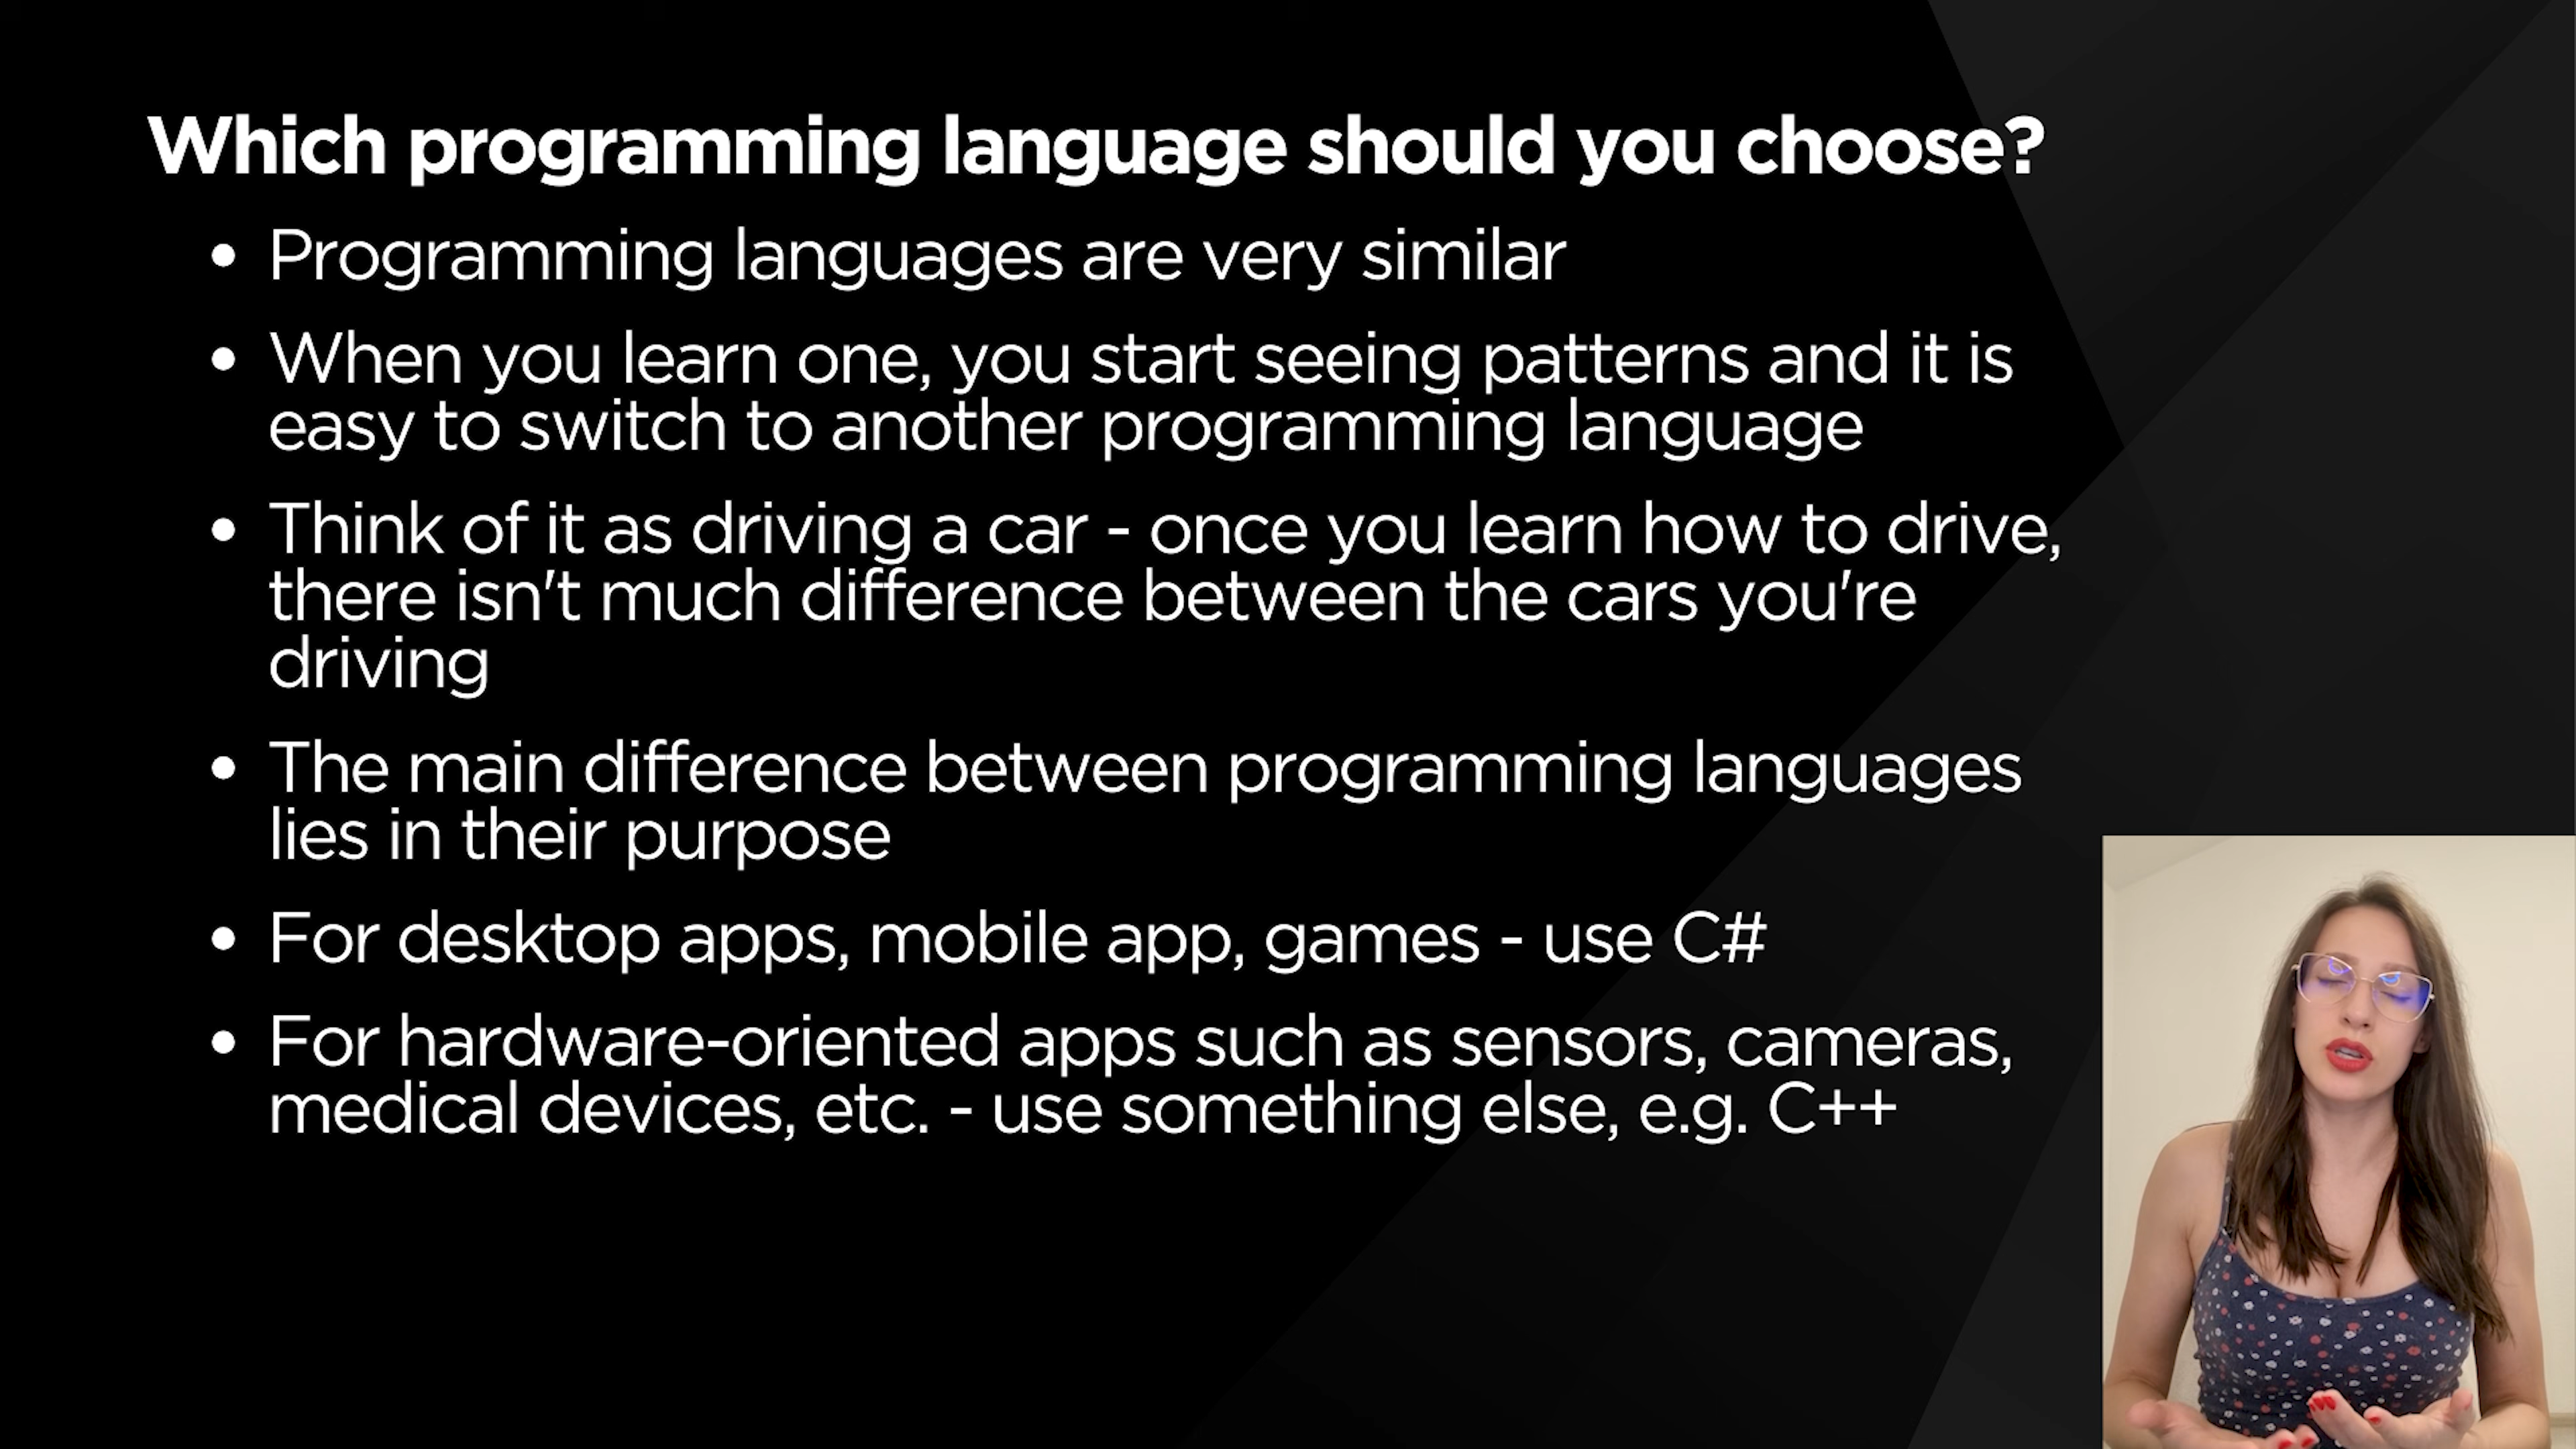 Which programming language should you choose?
• Programming languages are very similar
• When you learn one, you start seeing patterns and it is
easy to switch to another programming language
• Think of it as driving a car - once you learn how to drive,
there isn't much difference between the cars you're
driving
• The main difference between programming languages
lies in their purpose
• For desktop apps, mobile app, games - use C#
• For hardware-oriented apps such as sensors, cameras,
medical devices, etc. - use something else, e.g. C++